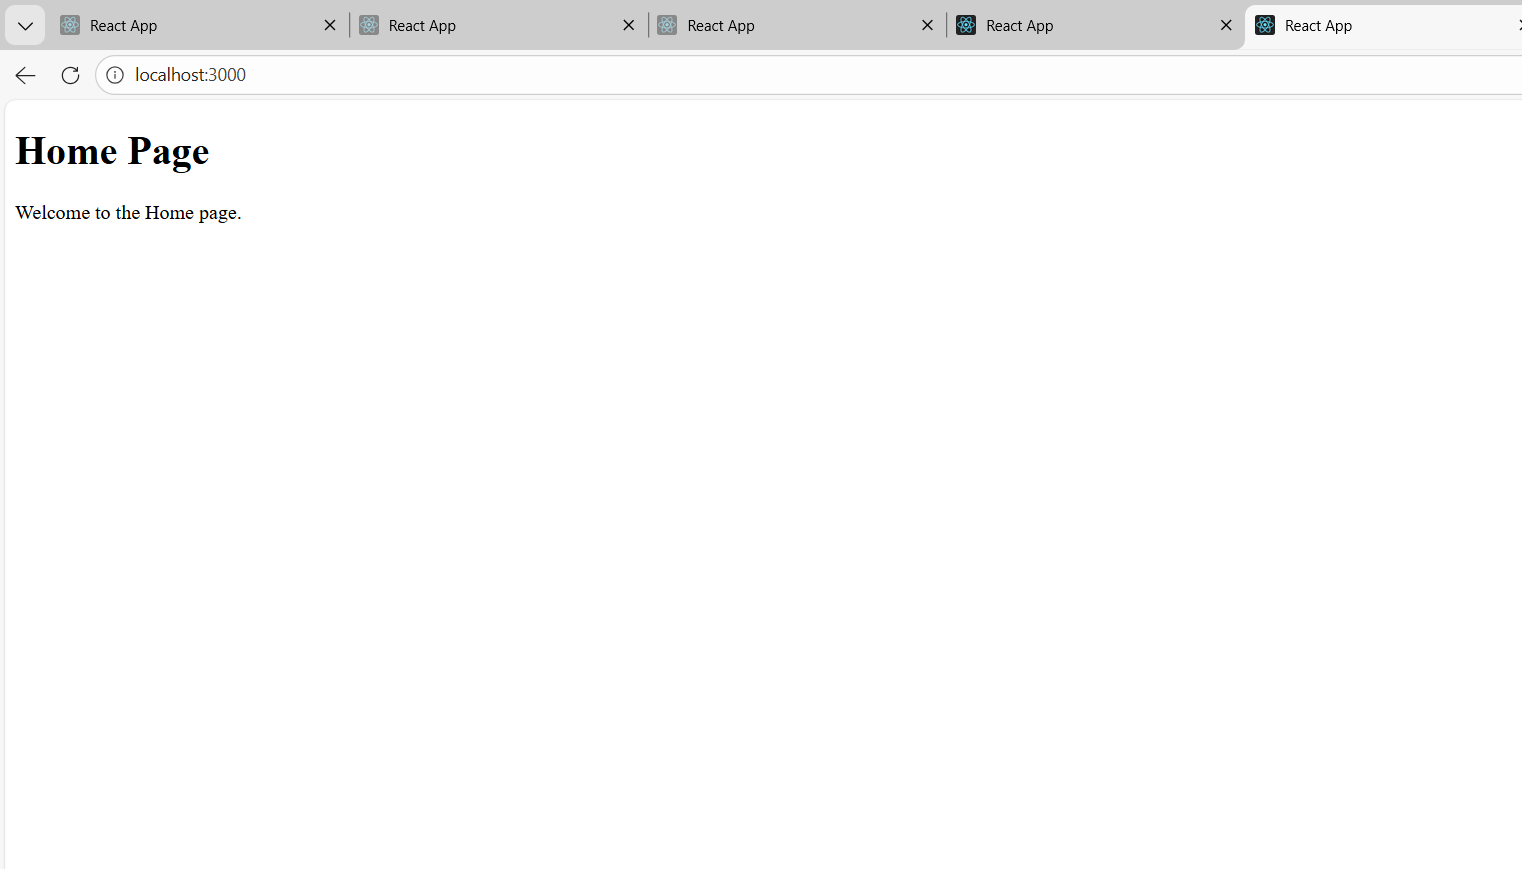 React App React App React App React App React App
localhost:3000
Home Page
Welcome to the Home page.